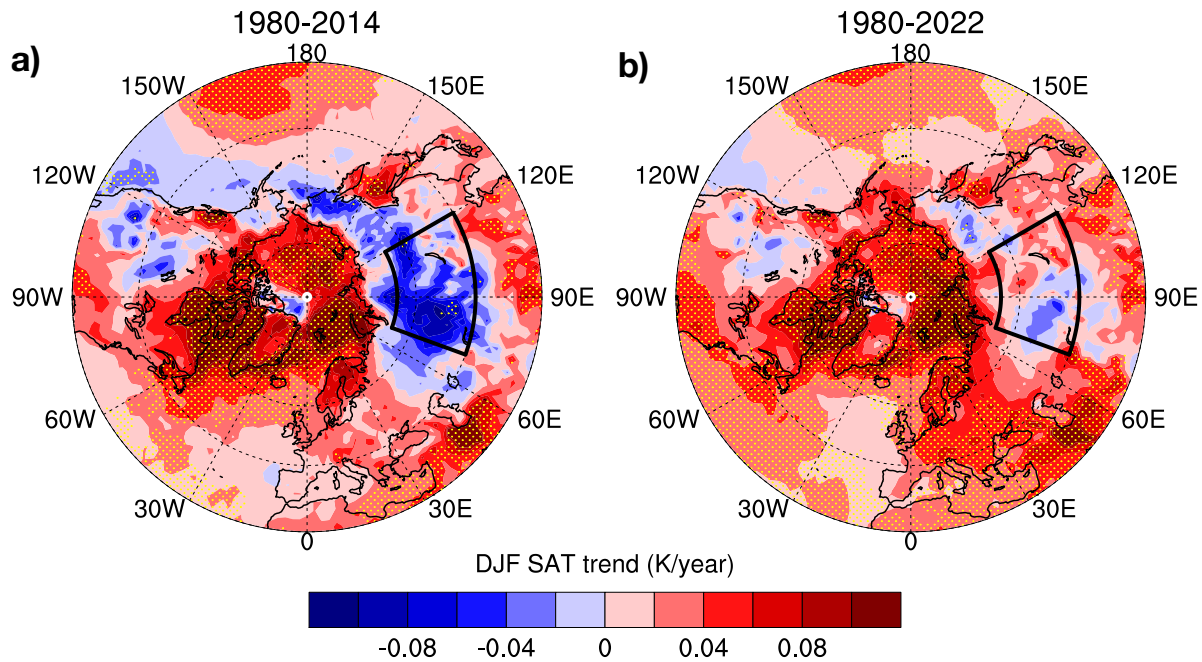 1980-2014
1980-2022
a)
b)
180
180
150W
150E
150W
150E
120W
120E
120W
120E
90W
90E
90W
90E
60W
60E
60W
60E
30W
30E
30W
30E
0
0
DJF SAT trend (K/year)
-0.08 -0.04 0 0.04 0.08